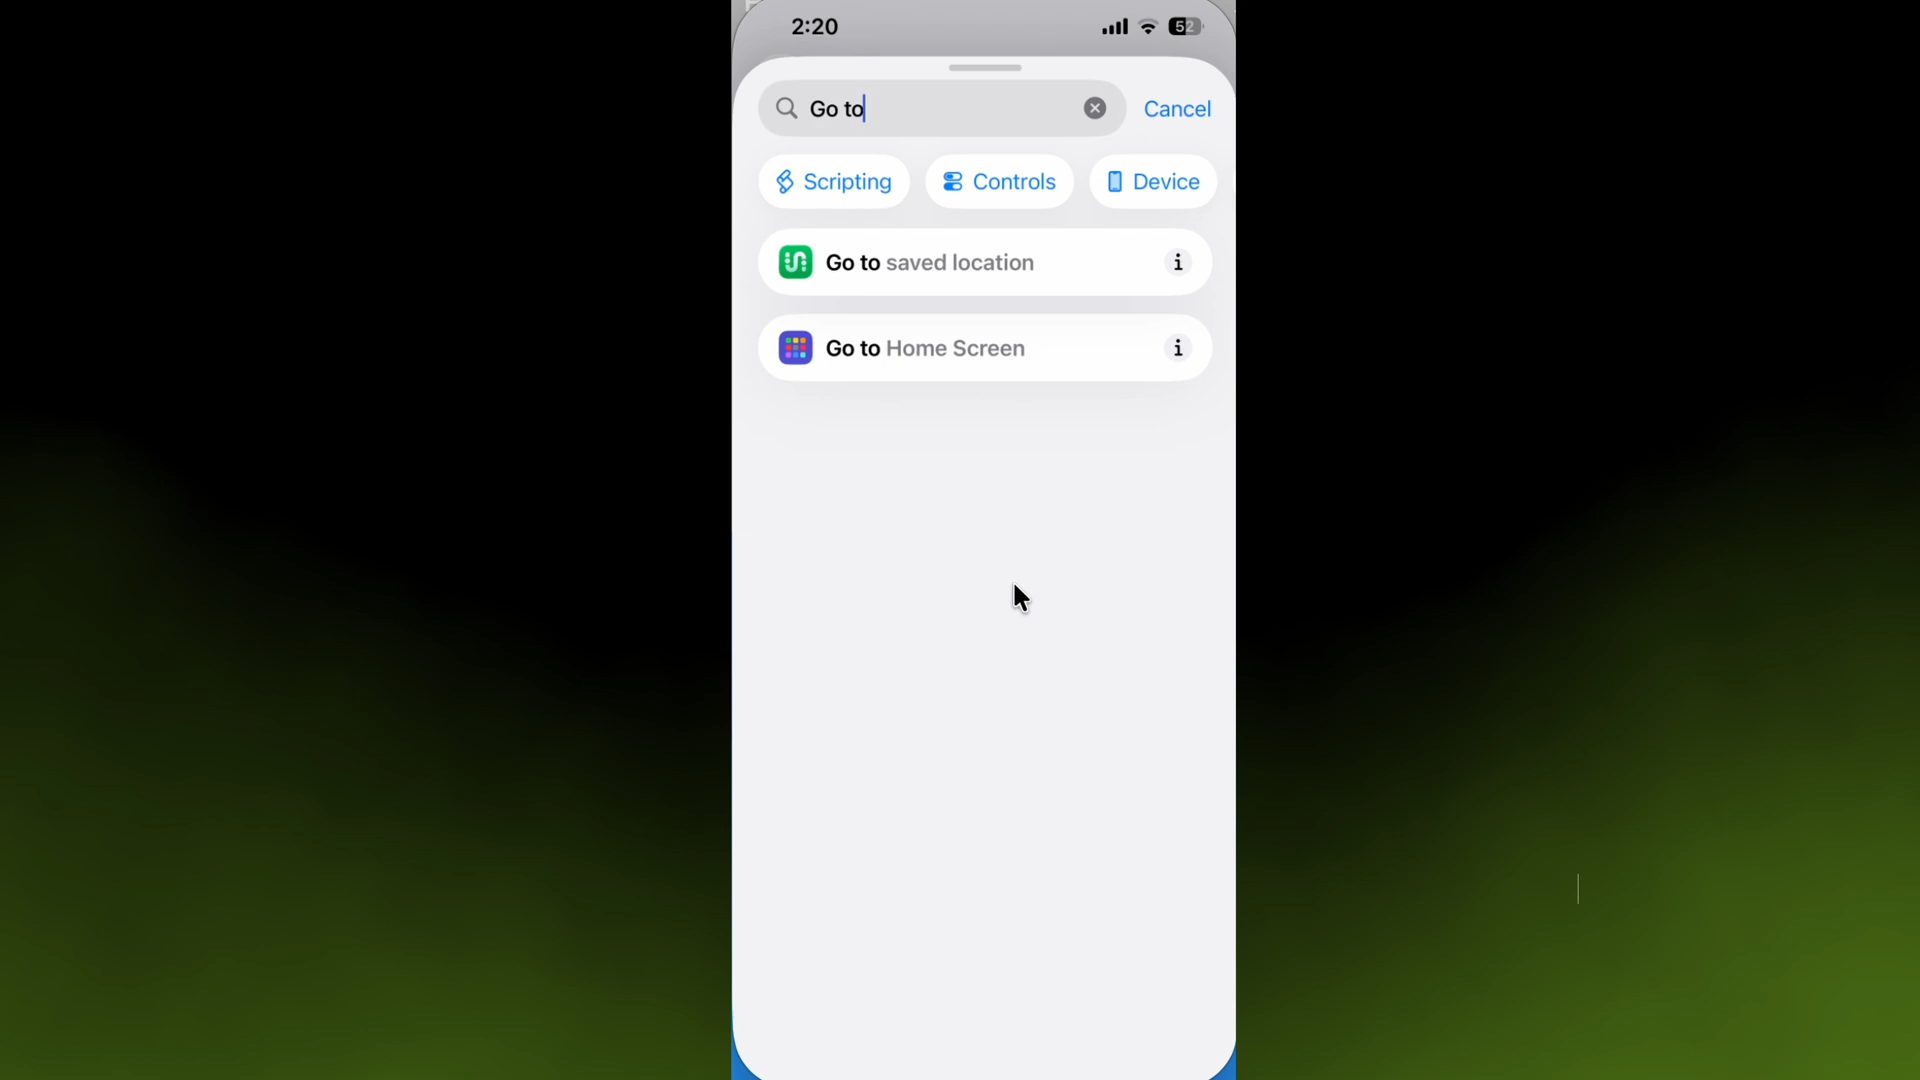 2:20
52
Go to
Cancel
Scripting
Controls
Device
Go to saved location
Go to Home Screen